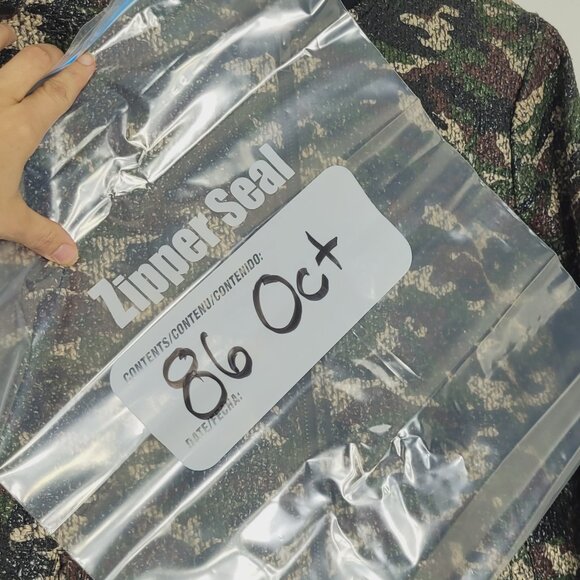 Zipper Seal
CONTENTS/CONTENU/CONTENIDO:
86 Oct
DATE/FECHA: